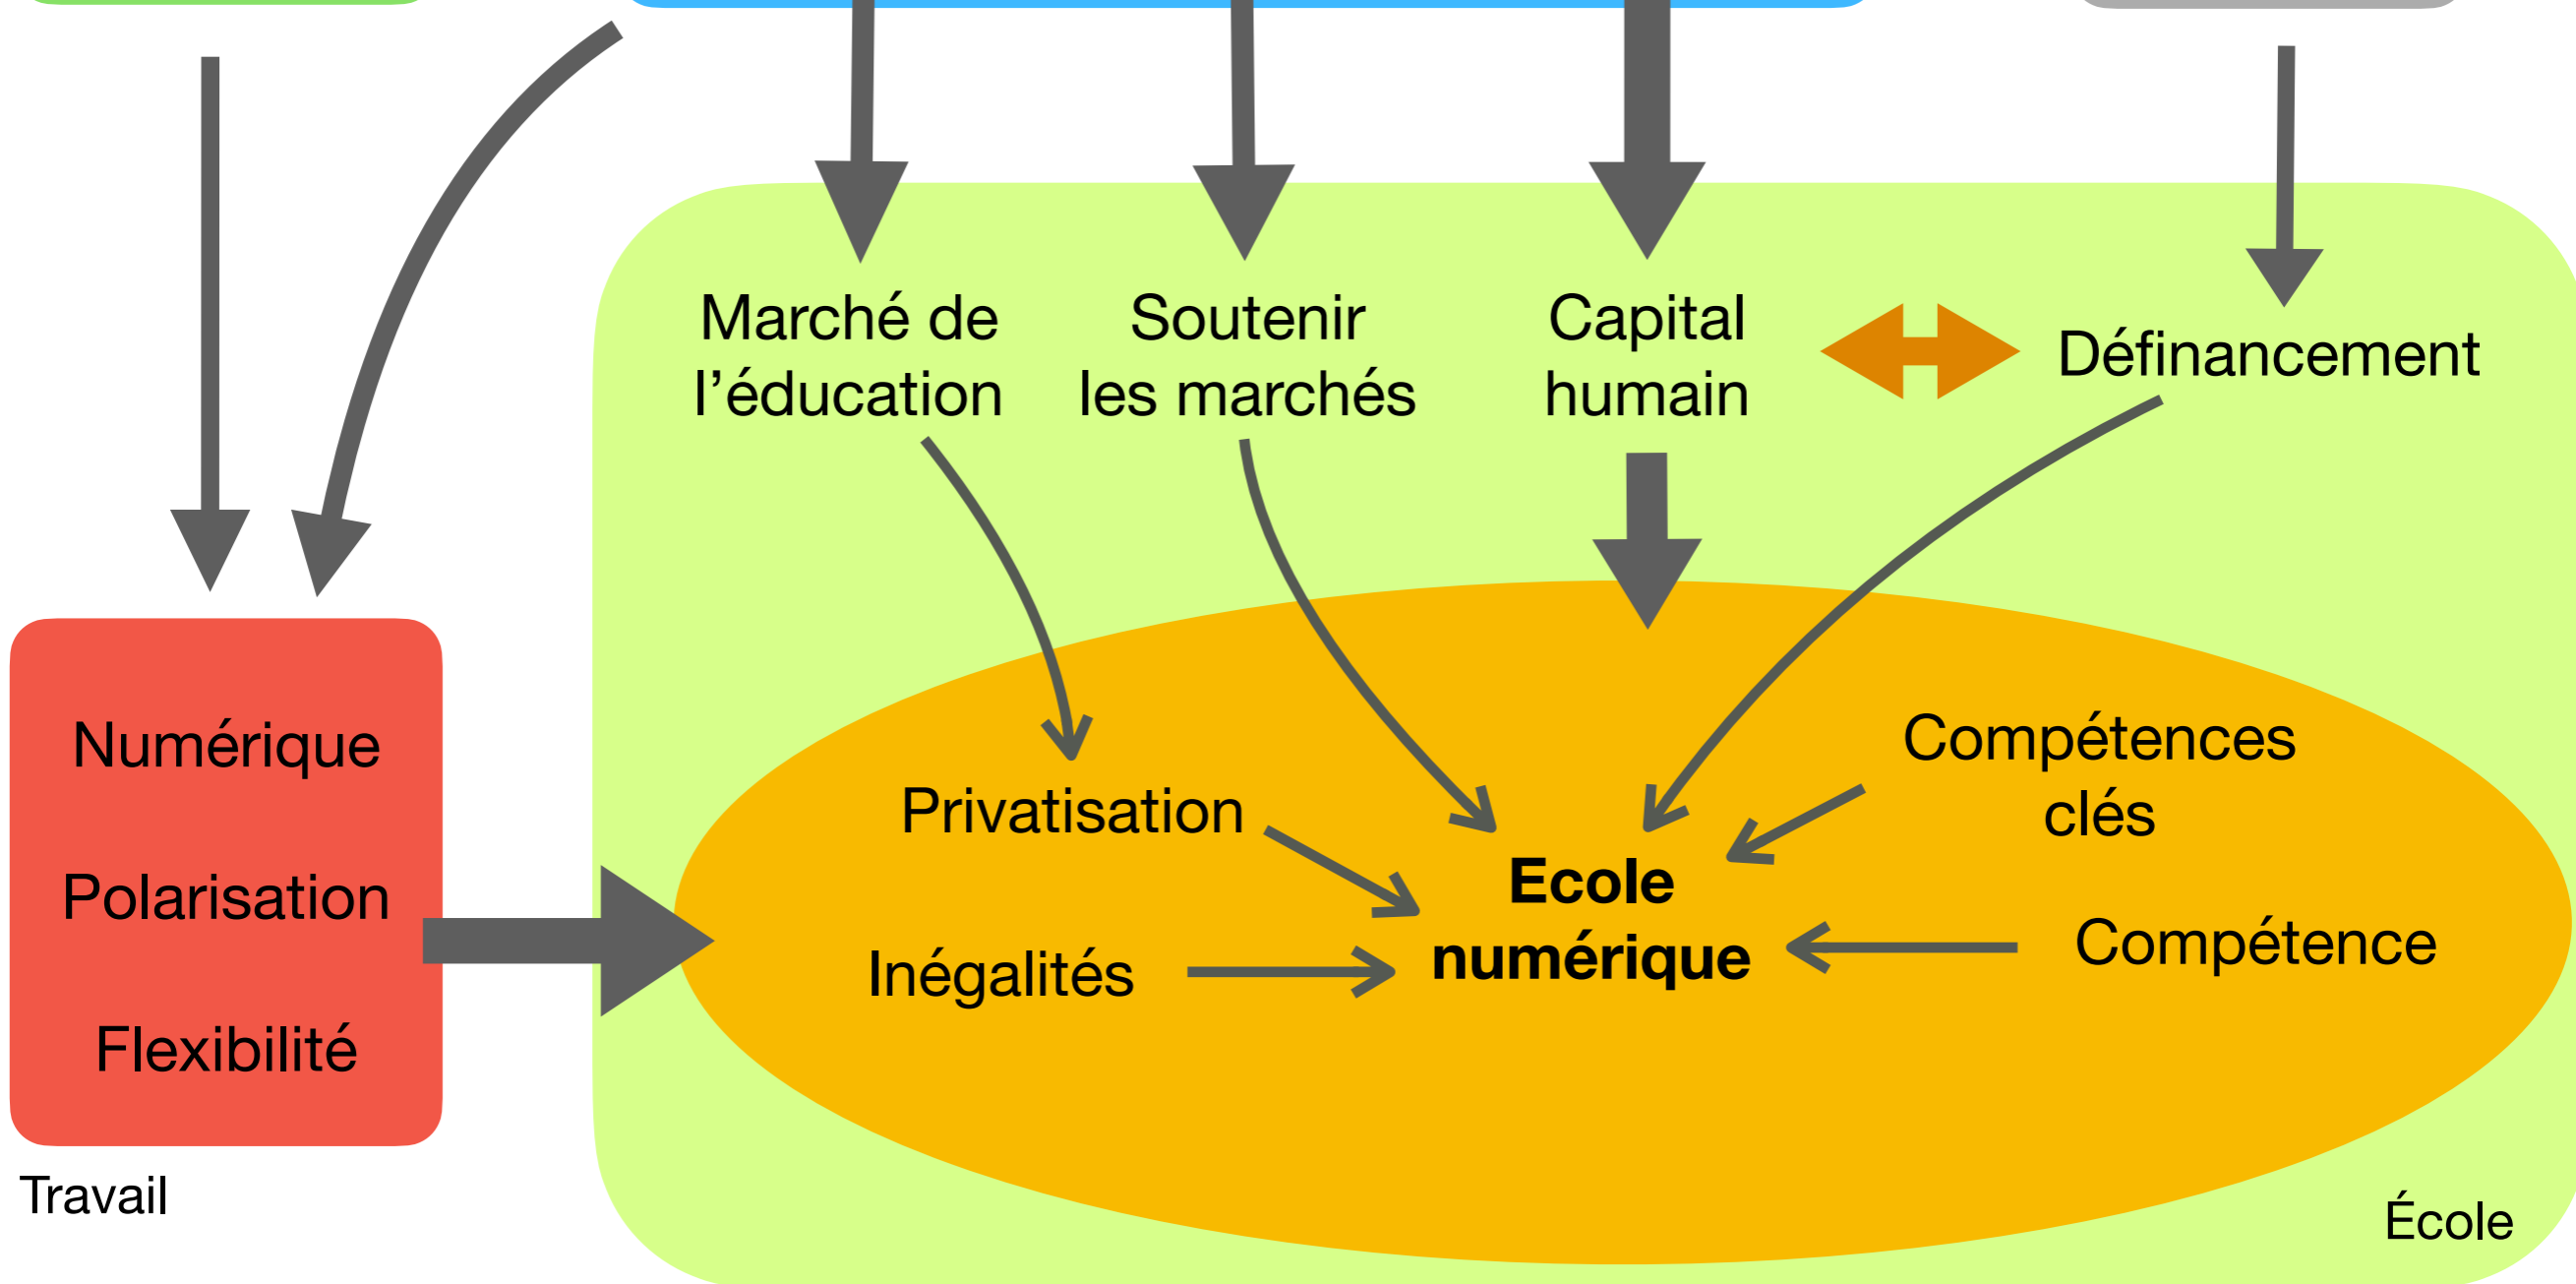 Marché de
l’éducation
Soutenir
les marchés
Capital
humain
Définancement
Numérique
Polarisation
Flexibilité
Travail
Privatisation
Inégalités
Ecole
numérique
Compétences
clés
Compétence
École